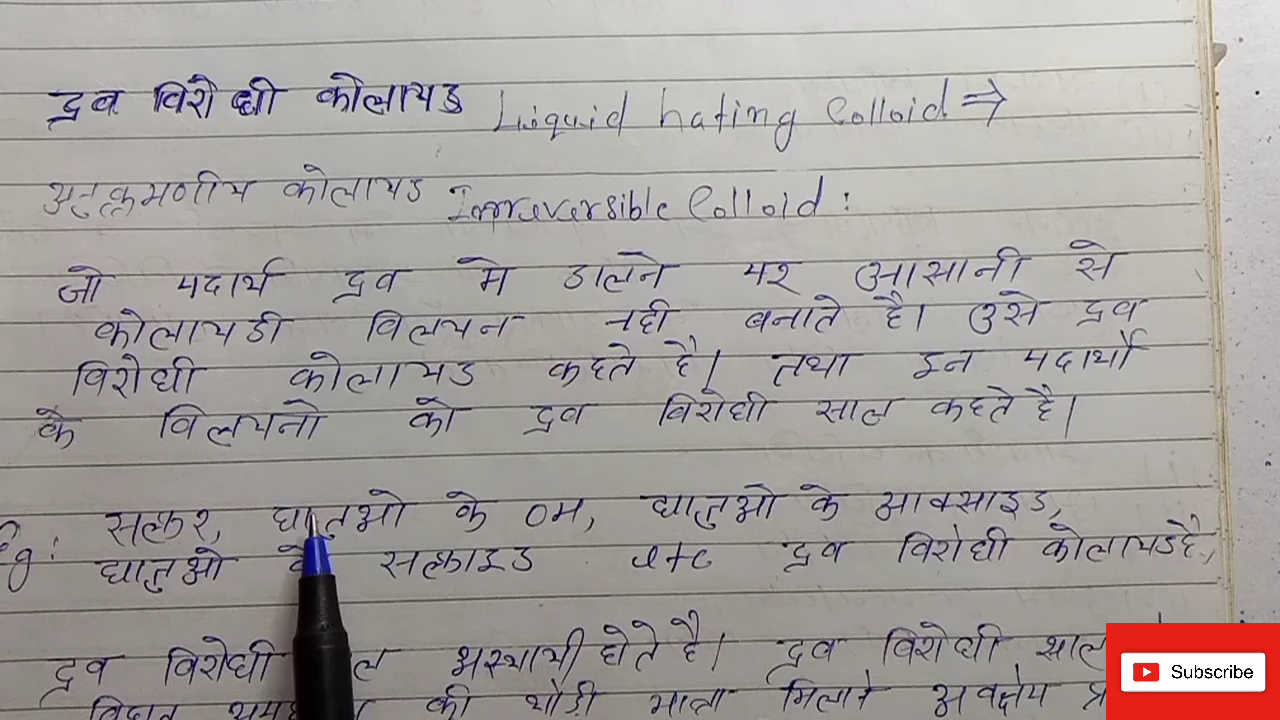 द्रव विरोधी कोलायड Liquid hating Colloid ⇒
अनुत्क्रमणीय कोलायड Irreversible Colloid :
जो पदार्थ द्रव मे डालने पर आसानी से
कोलायडी विलयन नही बनाते है। उसे द्रव
विरोधी कोलायड कहते है। तथा इन पदार्थो
के विलयनो को द्रव विरोधी साल कहते है।
Eg: सल्फर, धातुओ के OH, धातुओ के आक्साइड,
धातुओ के सल्फाइड etc द्रव विरोधी कोलायड है,
द्रव विरोधी अस्थायी होते है। द्रव विरोधी साल
की थोडी मात्रा मिलाने अवक्षेप
Subscribe